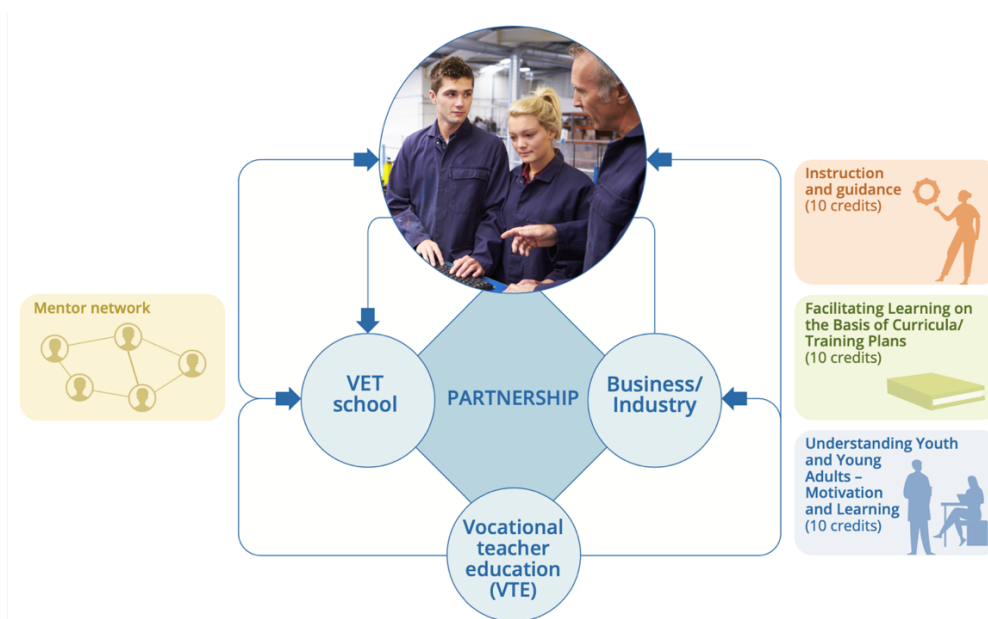 Mentor network
VET
school
PARTNERSHIP
Business/
Industry
Vocational
teacher
education
(VTE)
Instruction
and guidance
(10 credits)
Facilitating Learning on
the Basis of Curricula/
Training Plans
(10 credits)
Understanding Youth
and Young
Adults –
Motivation
and Learning
(10 credits)